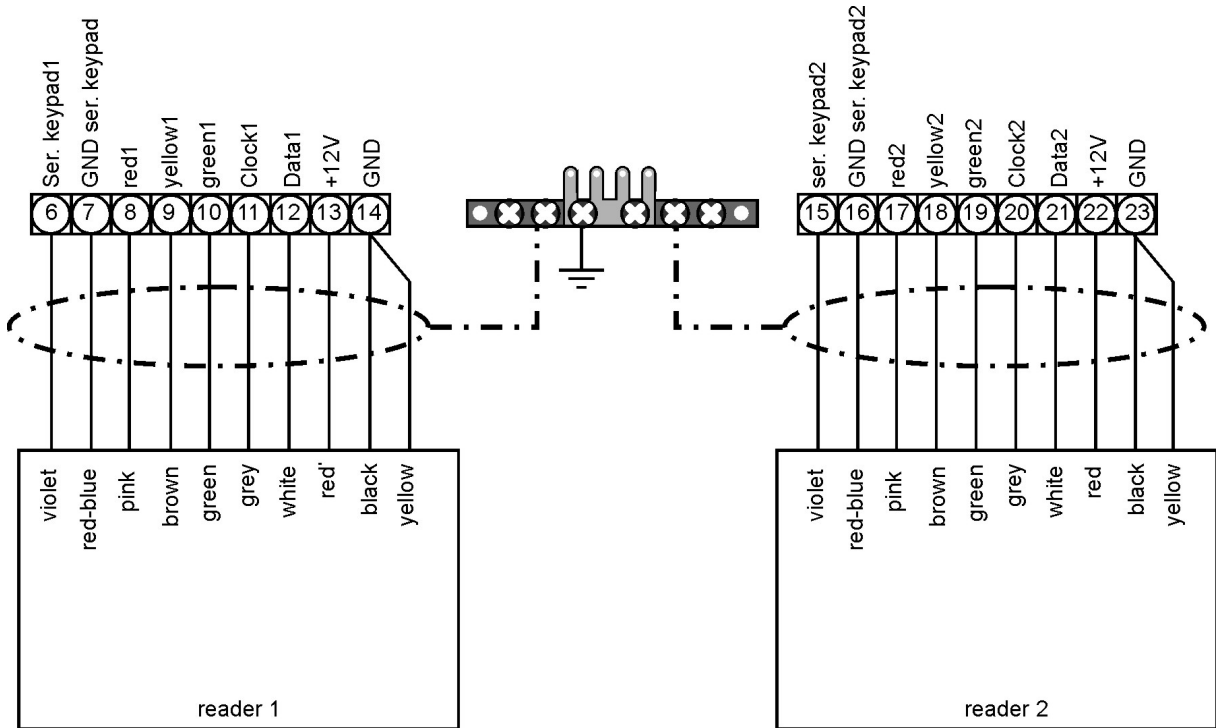 Ser. keypad1
GND ser. keypad
red1
yellow1
green1
Clock1
Data1
+12V
GND
ser. keypad2
GND ser. keypad2
red2
yellow2
green2
Clock2
Data2
+12V
GND
6 7 8 9 10 11 12 13 14
15 16 17 18 19 20 21 22 23
violet
red-blue
pink
brown
green
grey
white
red'
black
yellow
violet
red-blue
pink
brown
green
grey
white
red
black
yellow
reader 1
reader 2